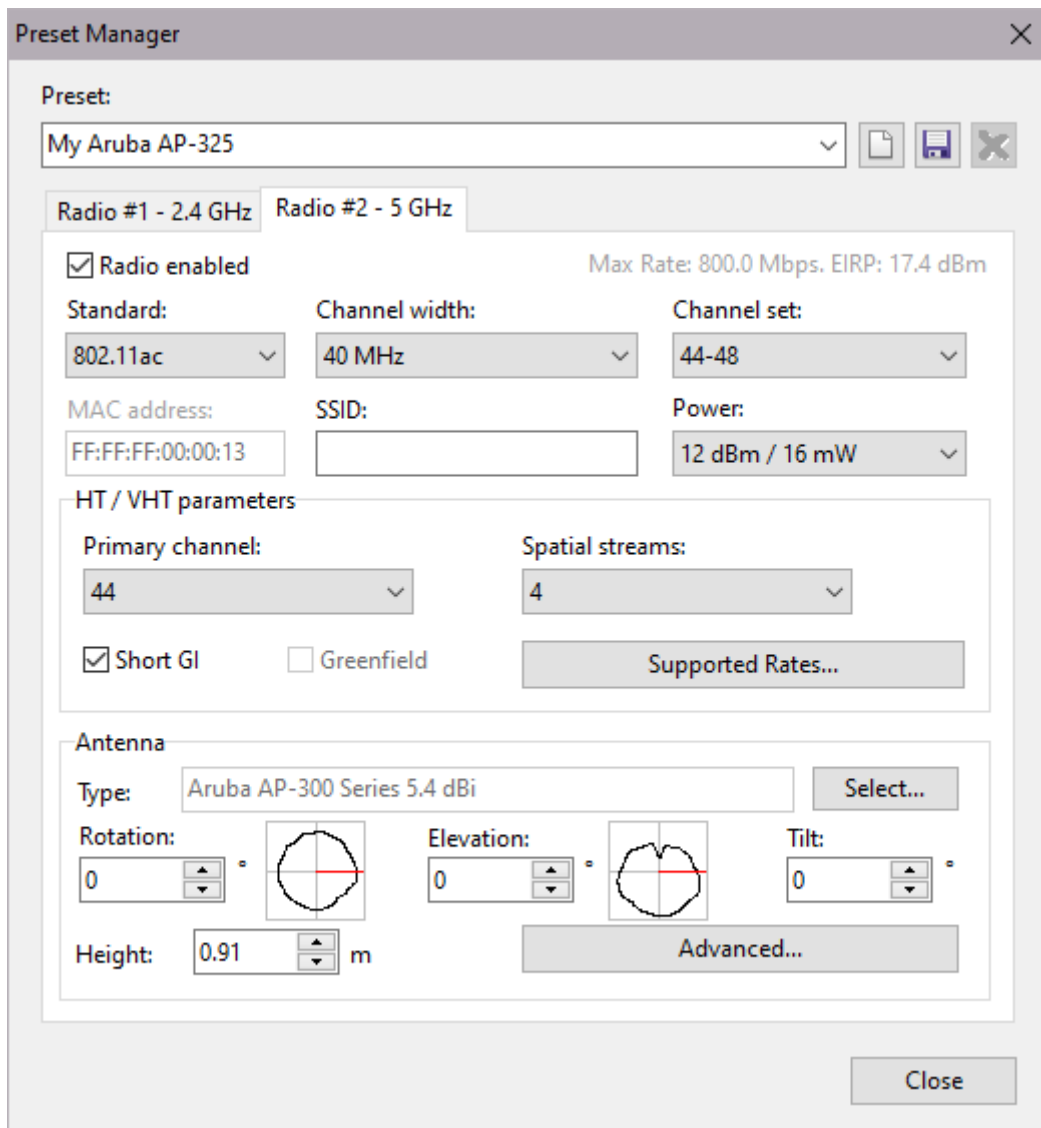 Preset Manager
Preset:
My Aruba AP-325
Radio #1 - 2.4 GHz Radio #2 - 5 GHz
Radio enabled Max Rate: 800.0 Mbps. EIRP: 17.4 dBm
Standard: Channel width: Channel set:
802.11ac 40 MHz 44-48
MAC address: SSID: Power:
FF:FF:FF:00:00:13 12 dBm / 16 mW
HT / VHT parameters
Primary channel: Spatial streams:
44 4
Short GI Greenfield Supported Rates...
Antenna
Type: Aruba AP-300 Series 5.4 dBi Select...
Rotation: Elevation: Tilt:
0 ° 0 ° 0 °
Height: 0.91 m Advanced...
Close